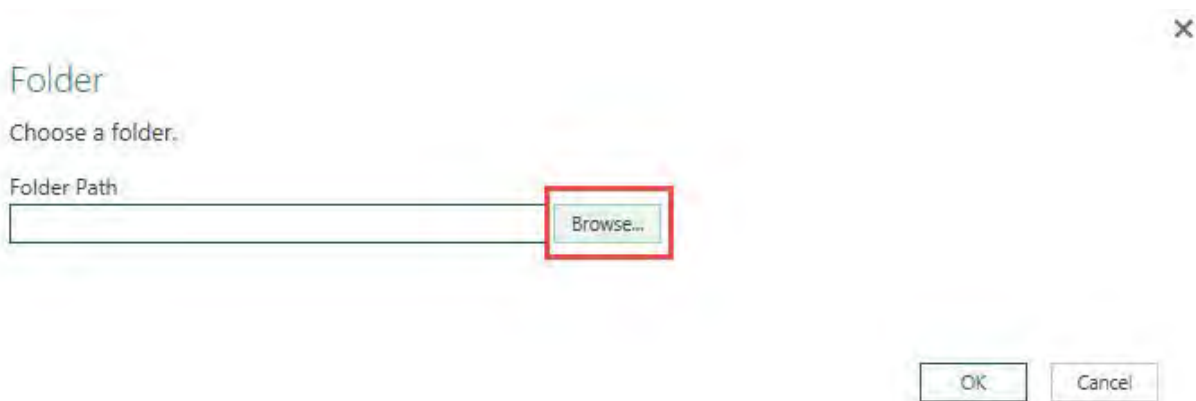 Folder
Choose a folder.
Folder Path
Browse...
OK Cancel